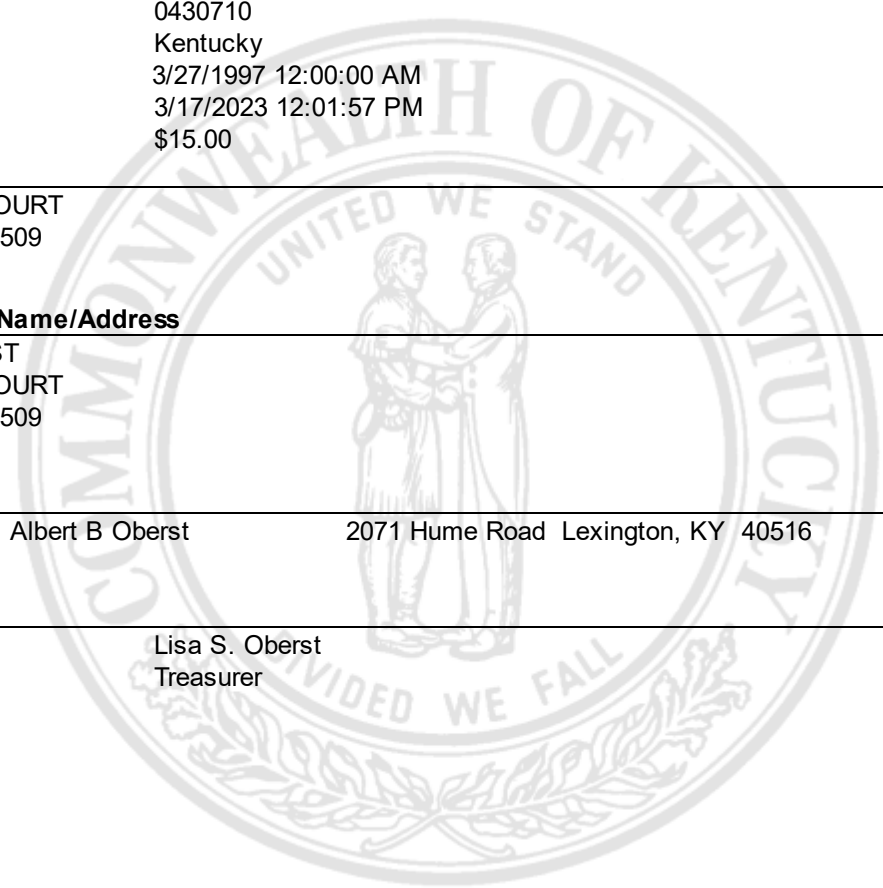 0430710
Kentucky
3/27/1997 12:00:00 AM
3/17/2023 12:01:57 PM
$15.00
OURT
509
Name/Address
ST
OURT
509
Albert B Oberst 2071 Hume Road Lexington, KY 40516
Lisa S. Oberst
Treasurer
COMMONWEALTH OF KENTUCKY
UNITED WE STAND
DIVIDED WE FALL